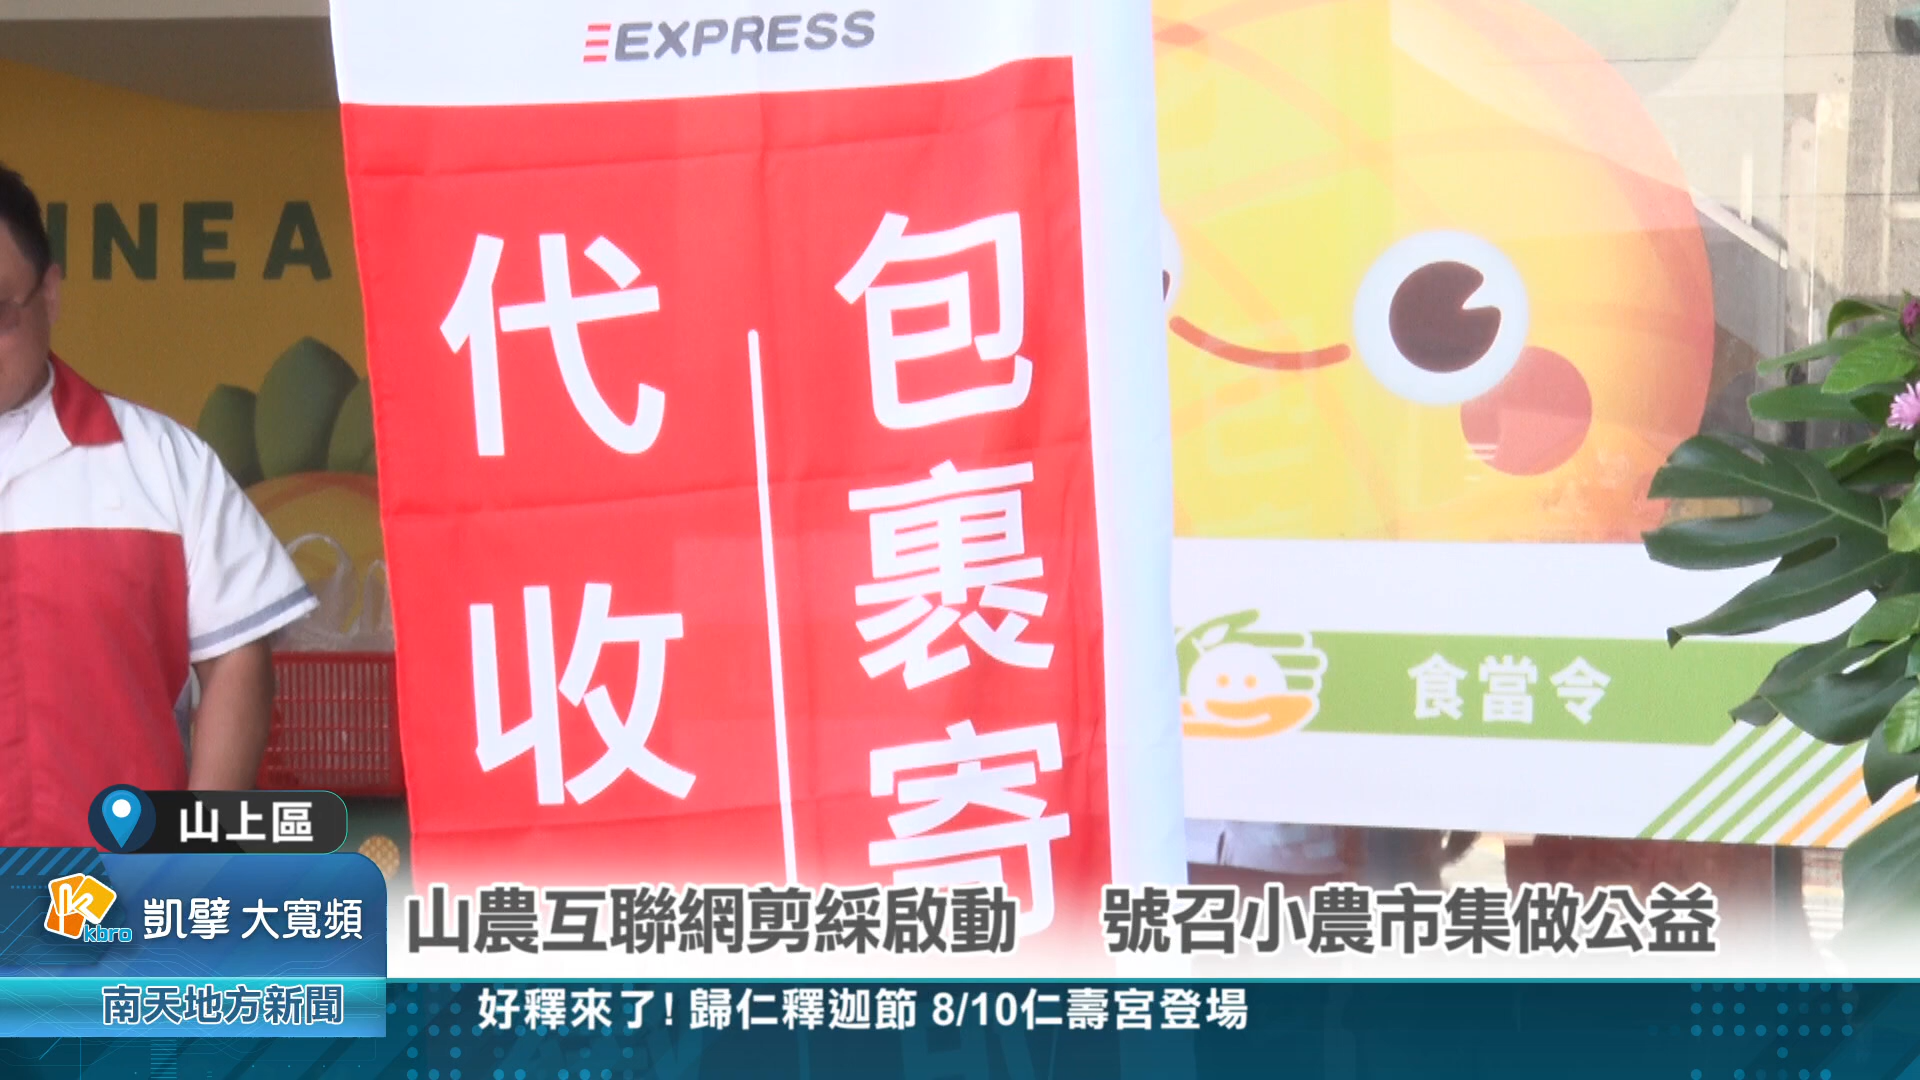 EXPRESS
INEA
包裹寄
代收
食當令
山上區
kbro 凱擘大寬頻
山農互聯網剪綵啟動 號召小農市集做公益
南天地方新聞
好釋來了!歸仁釋迦節 8/10仁壽宮登場